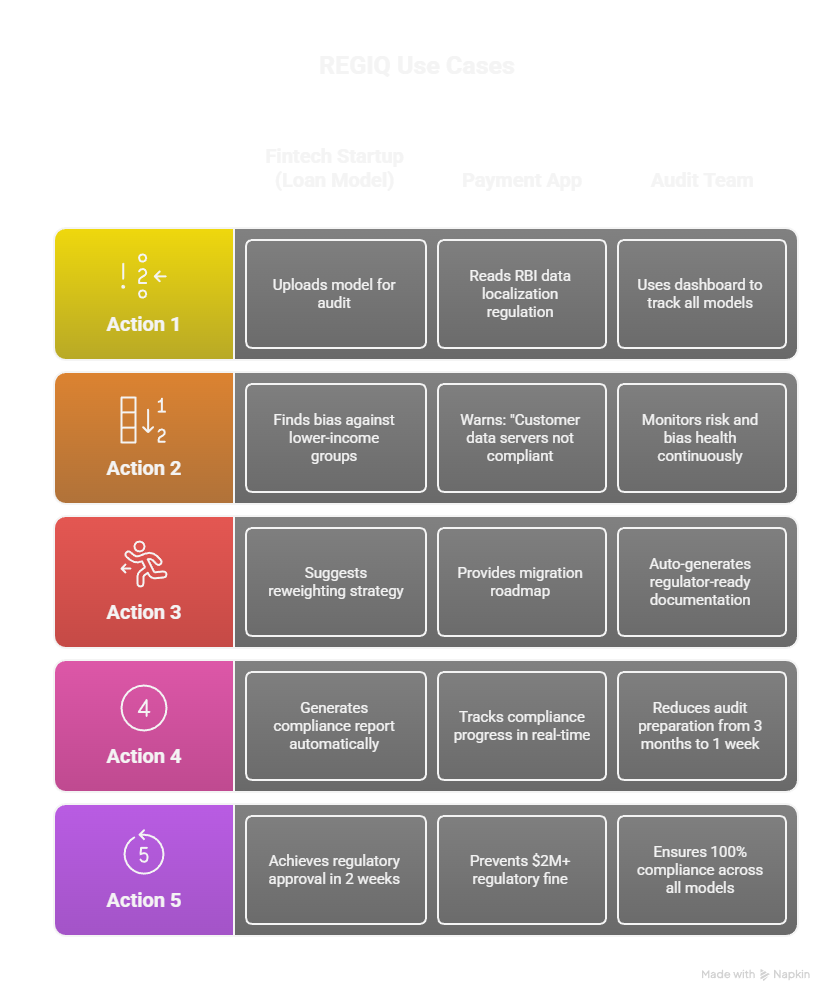 REGIQ Use Cases
Fintech Startup
(Loan Model)
Payment App
Audit Team
! 2
Action 1
Uploads model for
audit
Reads RBI data
localization
regulation
Uses dashboard to
track all models
1
2
Action 2
Finds bias against
lower-income
groups
Warns: "Customer
data servers not
compliant
Monitors risk and
bias health
continuously
Action 3
Suggests
reweighting strategy
Provides migration
roadmap
Auto-generates
regulator-ready
documentation
4
Action 4
Generates
compliance report
automatically
Tracks compliance
progress in real-time
Reduces audit
preparation from 3
months to 1 week
5
Action 5
Achieves regulatory
approval in 2 weeks
Prevents $2M+
regulatory fine
Ensures 100%
compliance across
all models
Made with Napkin